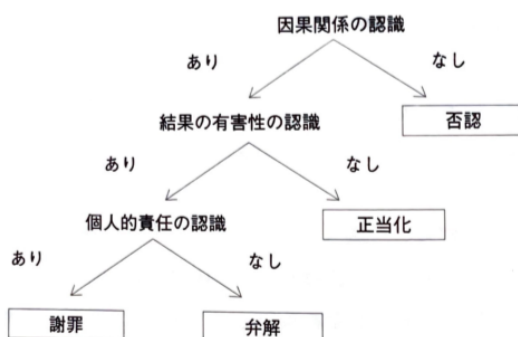 因果関係の認識
あり
なし
結果の有害性の認識
否認
あり
なし
個人的責任の認識
正当化
あり
なし
謝罪
弁解